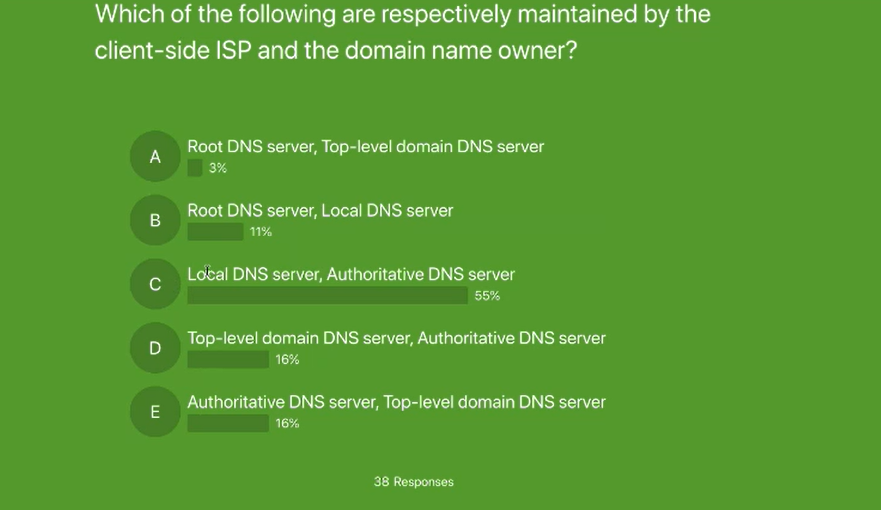 Which of the following are respectively maintained by the
client-side ISP and the domain name owner?
A
Root DNS server, Top-level domain DNS server
3%
B
Root DNS server, Local DNS server
11%
C
Local DNS server, Authoritative DNS server
55%
D
Top-level domain DNS server, Authoritative DNS server
16%
E
Authoritative DNS server, Top-level domain DNS server
16%
38 Responses